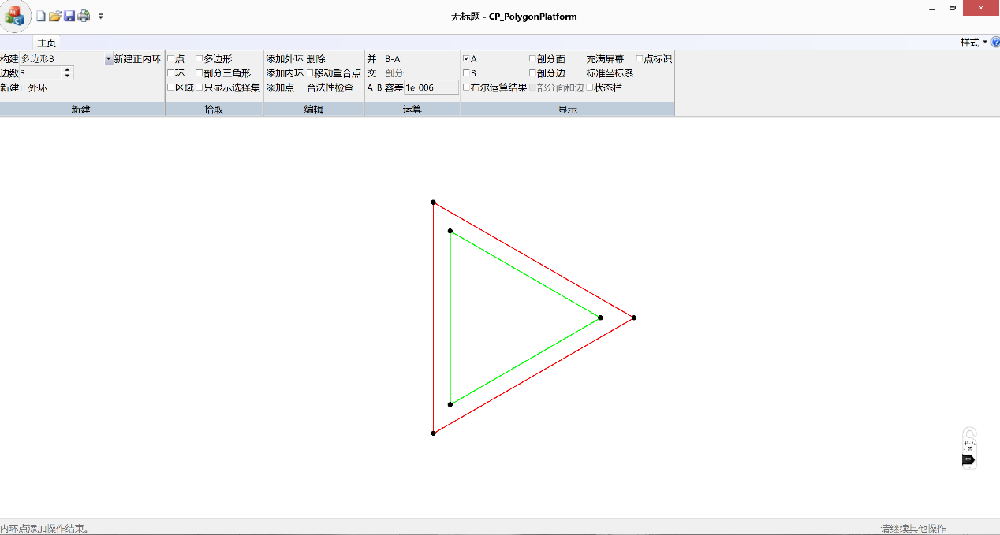 无标题 - CP_PolygonPlatform
主页
样式
构建 多边形B 新建正内环
边数 3
新建正外环
新建
点 多边形
环 剖分三角形
区域 只显示选择集
拾取
添加外环 删除
添加内环 移动重合点
添加点 合法性检查
编辑
并 B-A
交 剖分
A B 容差 1e 006
运算
A 剖分面 充满屏幕 点标识
B 剖分边 标准坐标系
布尔运算结果 部分面和边 状态栏
显示
简
中
内环点添加操作结束。
请继续其他操作